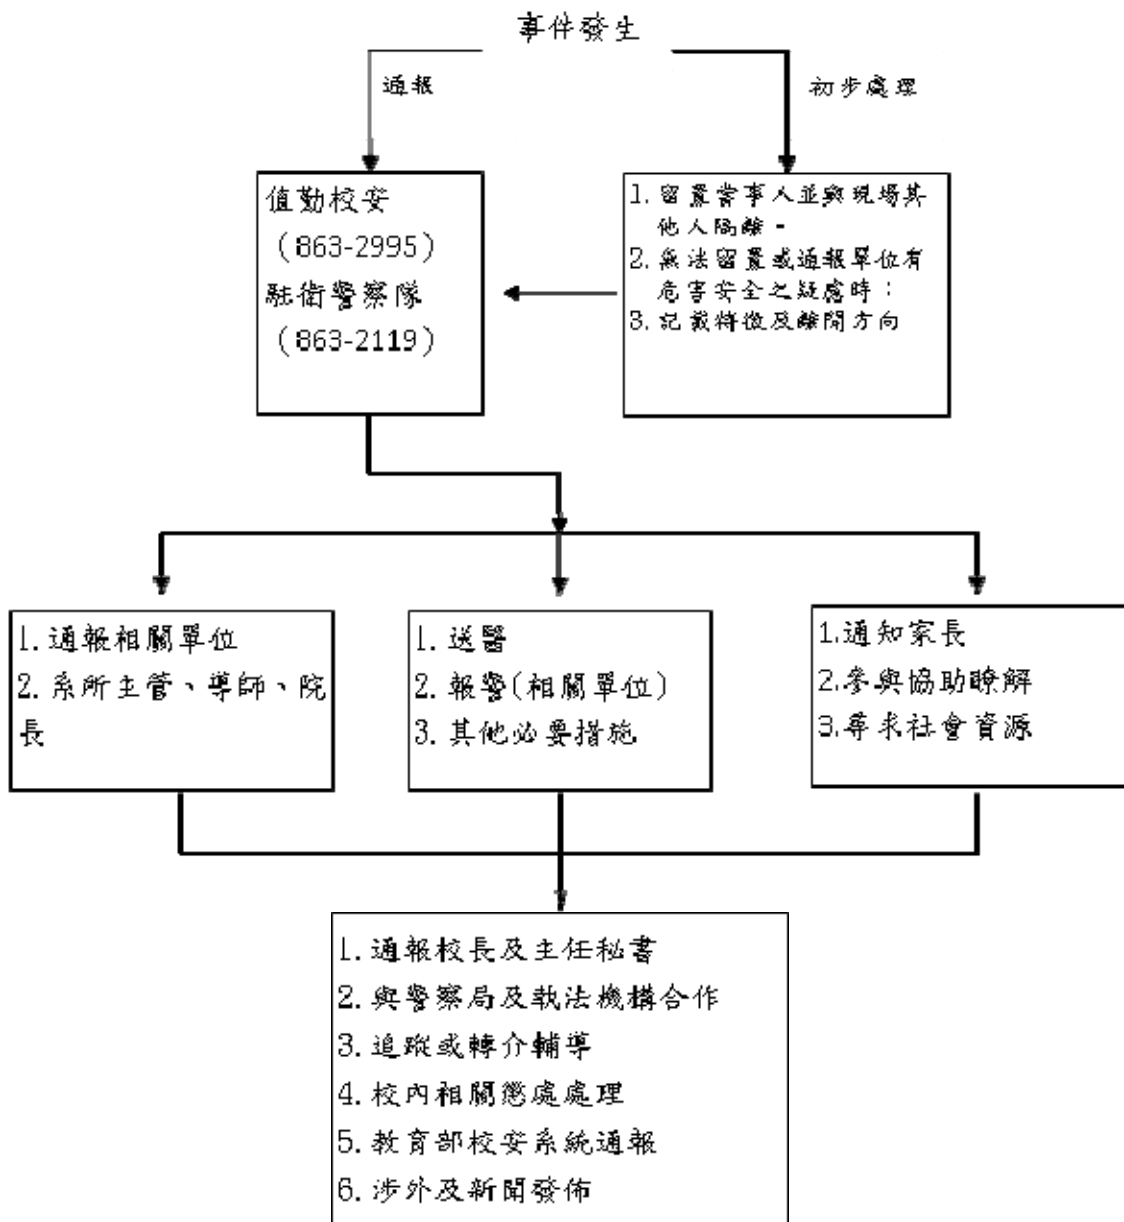 事件發生
通報
初步處理
值勤校安
（863-2995）
駐衛警察隊
（863-2119）
1. 留置當事人並與現場其
他人隔離。
2. 無法留置或通報單位有
危害安全之疑慮時：
3. 記載特徵及離開方向
1. 通報相關單位
2. 系所主管、導師、院
長
1. 送醫
2. 報警(相關單位)
3. 其他必要措施
1.通知家長
2.參與協助瞭解
3.尋求社會資源
1. 通報校長及主任秘書
2. 與警察局及執法機構合作
3. 追蹤或轉介輔導
4. 校內相關懲處處理
5. 教育部校安系統通報
6. 涉外及新聞發佈